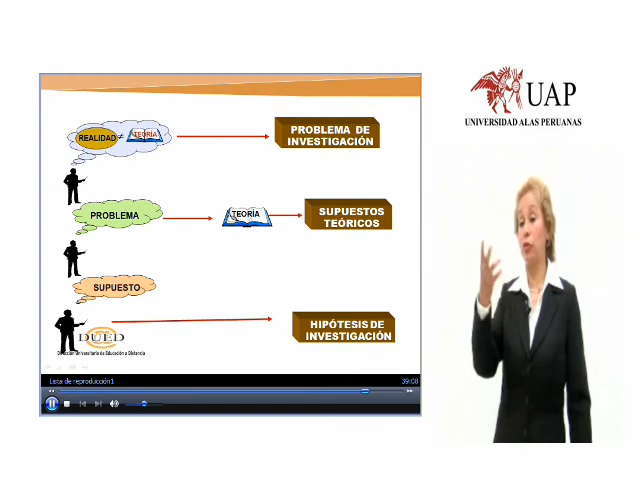 UAP
UNIVERSIDAD ALAS PERUANAS
REALIDAD ≠ TEORÍA
PROBLEMA DE
INVESTIGACIÓN
PROBLEMA
TEORÍA
SUPUESTOS
TEÓRICOS
SUPUESTO
HIPÓTESIS DE
INVESTIGACIÓN
DUED
Dirección Universitaria de Educación a Distancia
Lista de reproducción1
39:08